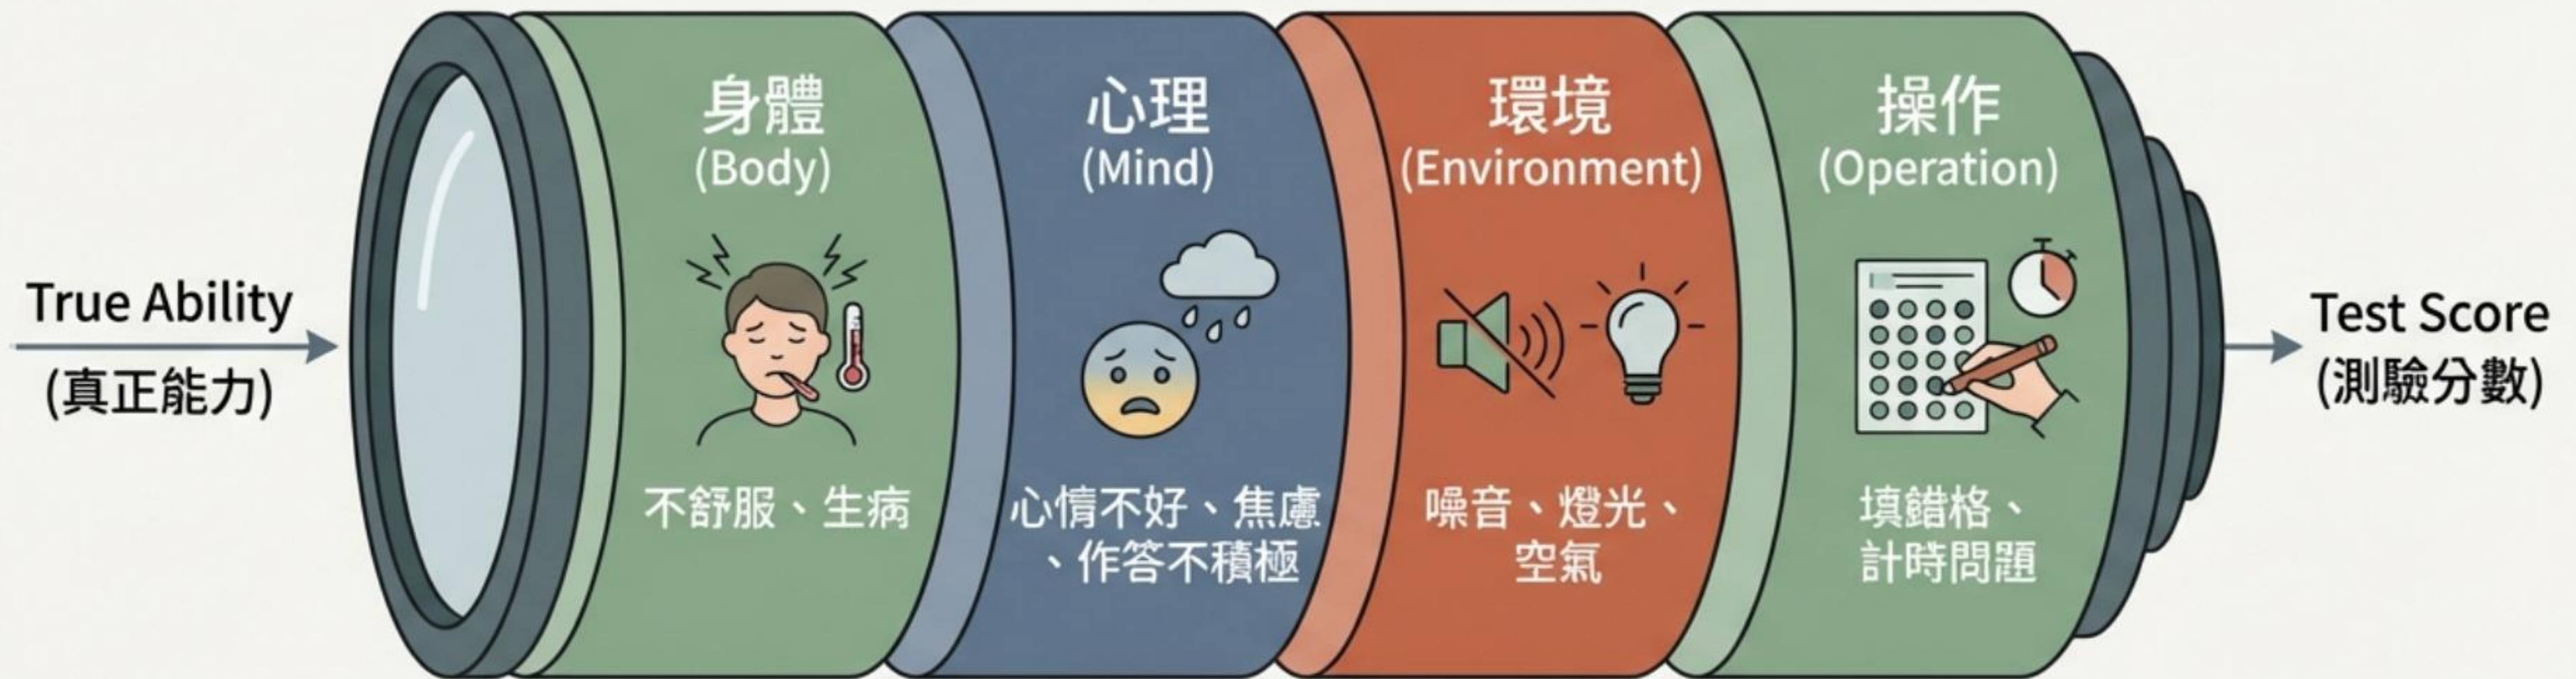 True Ability
(真正能力)
身體
(Body)
不舒服、生病
心理
(Mind)
心情不好、焦慮
、作答不積極
環境
(Environment)
噪音、燈光、
空氣
操作
(Operation)
填錯格、
計時問題
Test Score
(測驗分數)